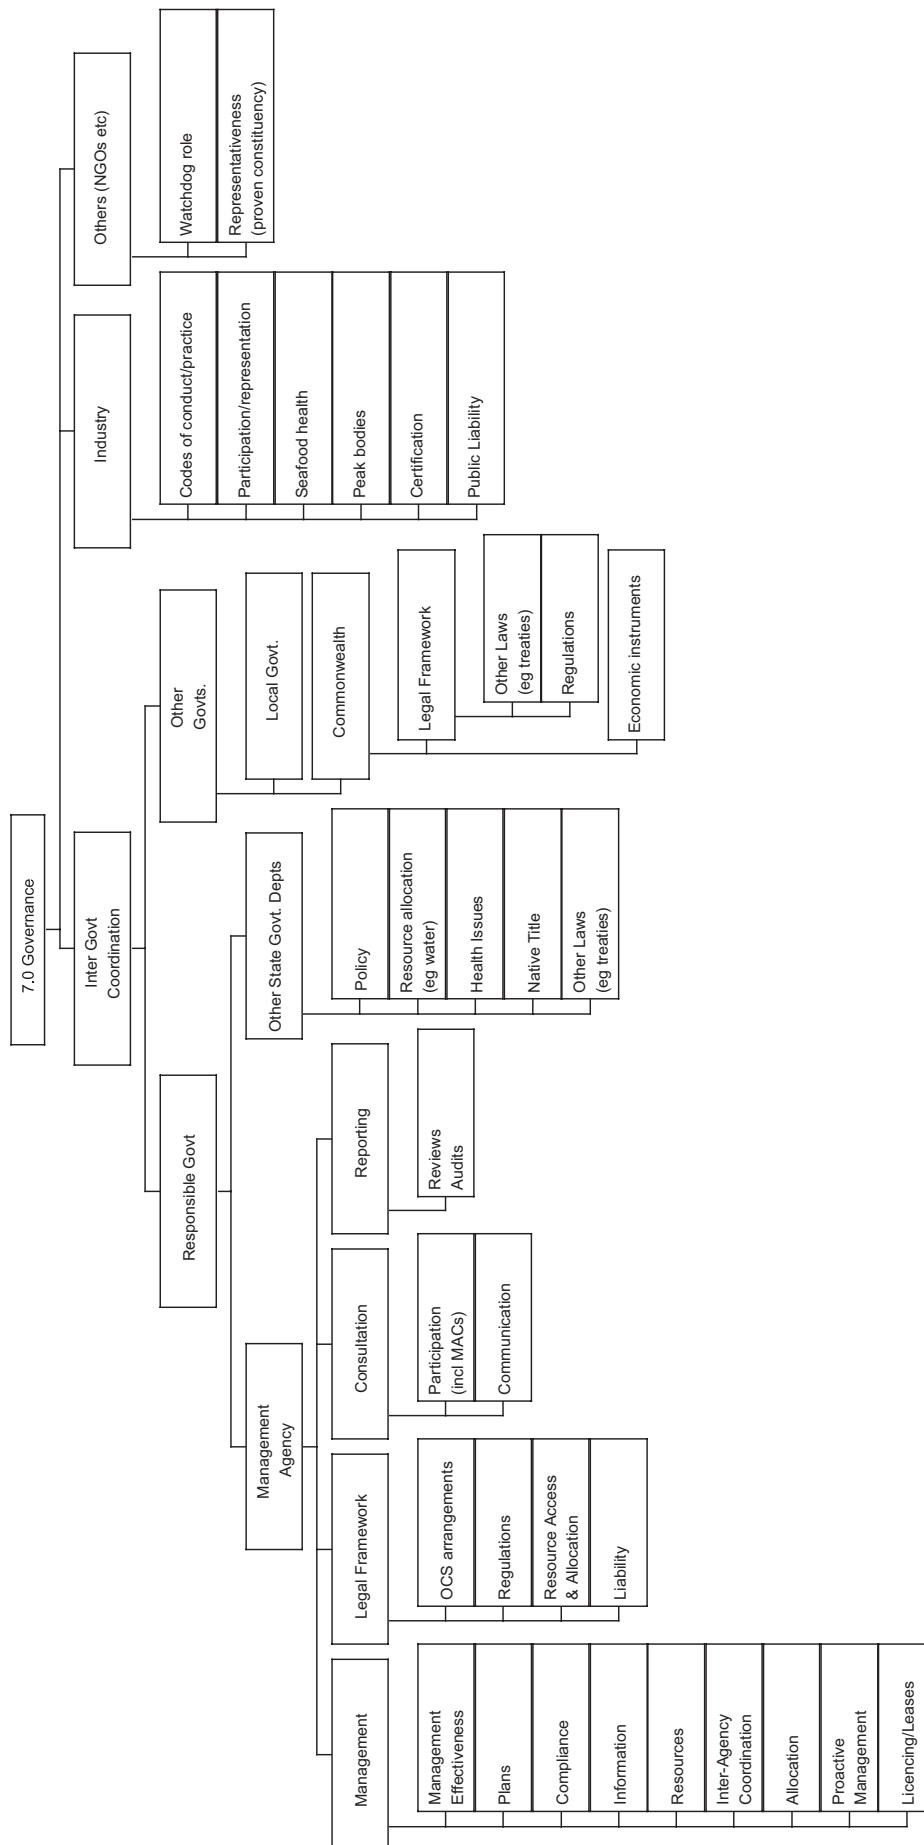 7.0 Governance
Inter Govt
Coordination
Industry
Others (NGOs etc)
Responsible Govt
Other
Govts.
Codes of conduct/practice
Participation/representation
Seafood health
Peak bodies
Certification
Public Liability
Watchdog role
Representativeness
(proven constituency)
Management
Agency
Other State Govt. Depts
Local Govt.
Commonwealth
Management
Legal Framework
Consultation
Reporting
Policy
Resource allocation
(eg water)
Health Issues
Native Title
Other Laws
(eg treaties)
Legal Framework
Other Laws
(eg treaties)
Regulations
Economic instruments
Management
Effectiveness
Plans
Compliance
Information
Resources
Inter-Agency
Coordination
Allocation
Proactive
Management
Licencing/Leases
OCS arrangements
Regulations
Resource Access
& Allocation
Liability
Participation
(incl MACs)
Communication
Reviews
Audits